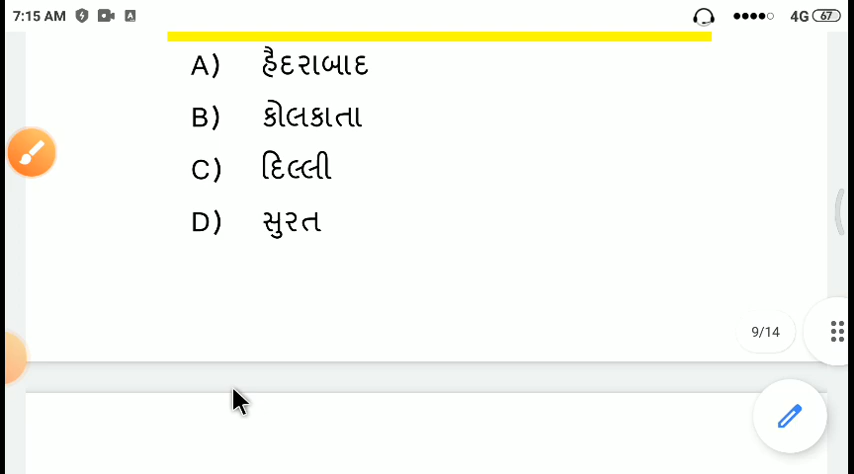 7:15 AM 4G 67
A) હૈદરાબાદ
B) કોલકાતા
C) દિલ્લી
D) સુરત
9/14